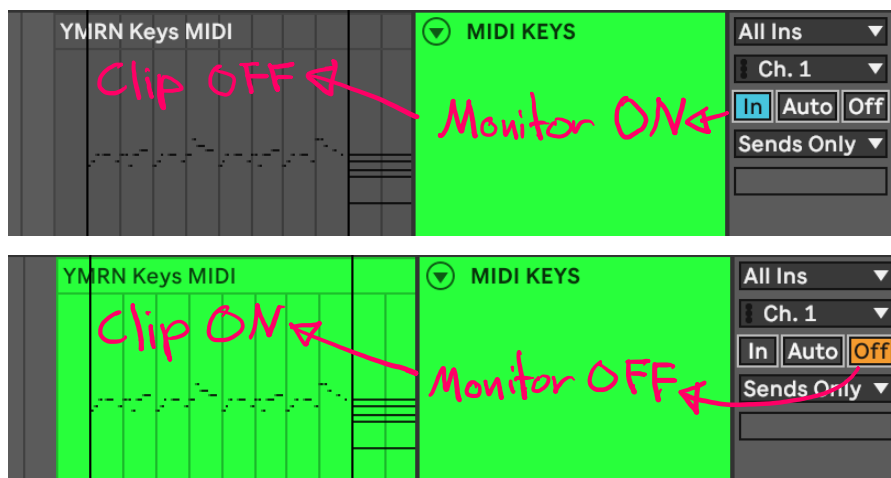 YMRN Keys MIDI
MIDI KEYS
All Ins
Clip OFF
Ch. 1
Monitor ON
In Auto Off
Sends Only
YMRN Keys MIDI
MIDI KEYS
All Ins
Clip ON
Ch. 1
In Auto Off
Monitor OFF
Sends Only